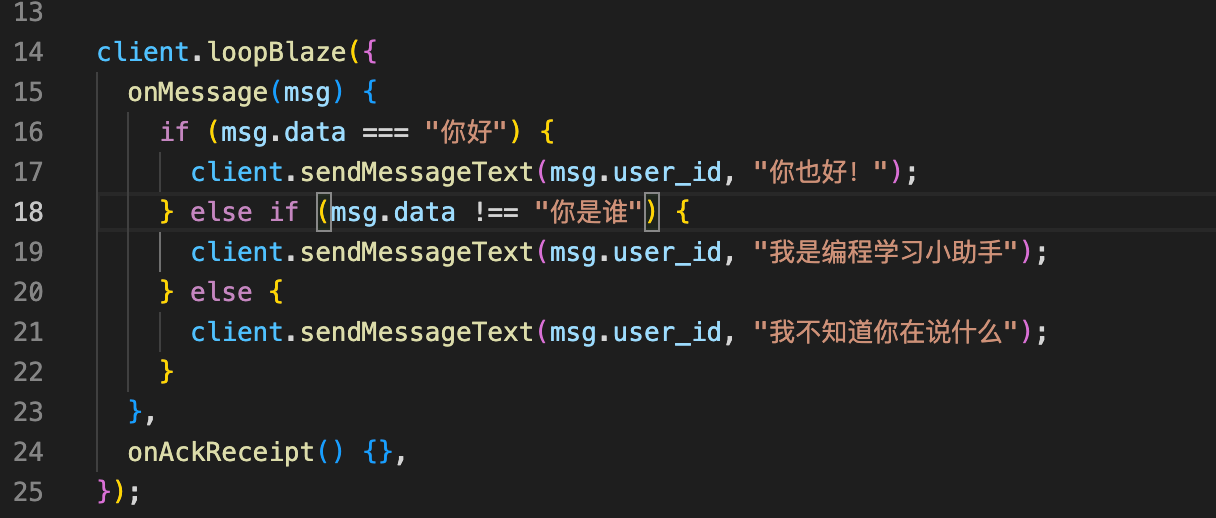 13
14 client.loopBlaze({
15 onMessage(msg) {
16 if (msg.data === "你好") {
17 client.sendMessageText(msg.user_id, "你也好！");
18 } else if (msg.data !== "你是谁") {
19 client.sendMessageText(msg.user_id, "我是编程学习小助手");
20 } else {
21 client.sendMessageText(msg.user_id, "我不知道你在说什么");
22 }
23 },
24 onAckReceipt() {},
25 });